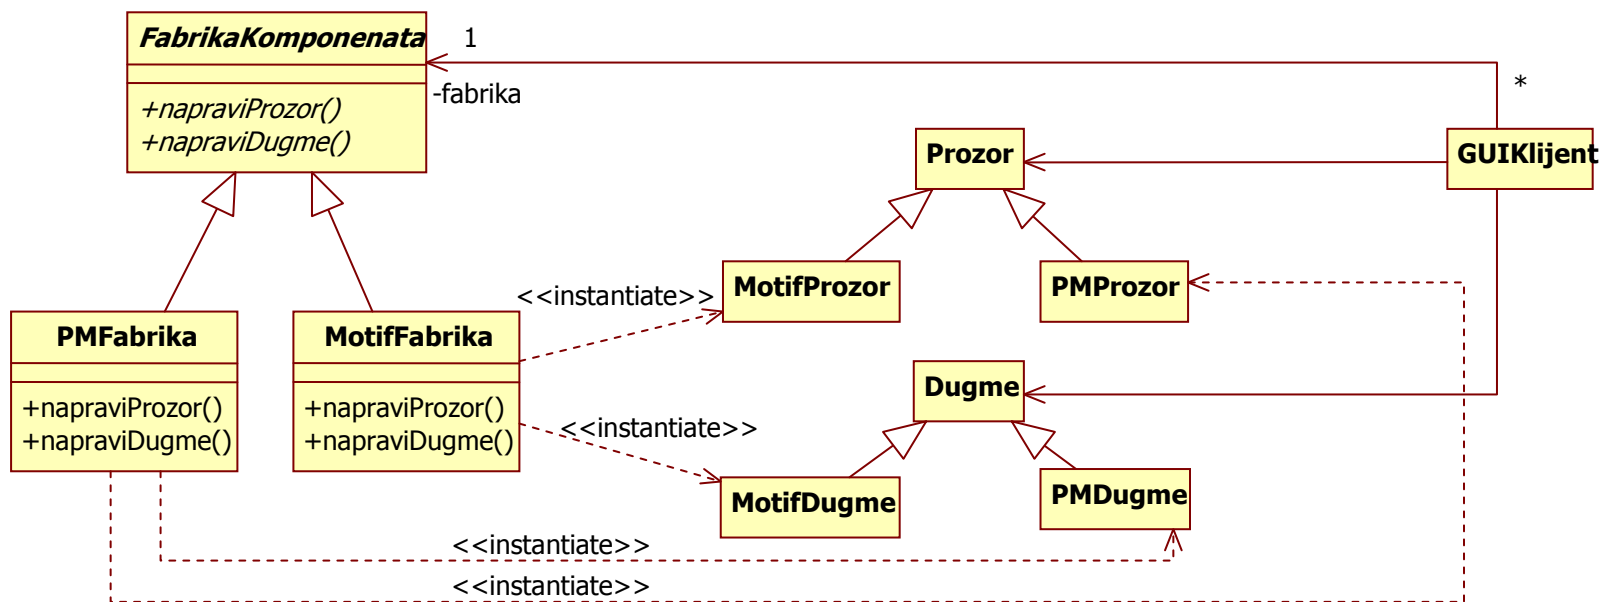 FabrikaKomponenata
1
-fabrika
*
+napraviProzor()
+napraviDugme()
Prozor
GUIKlijent
MotifProzor
PMProzor
<<instantiate>>
PMFabrika
MotifFabrika
+napraviProzor()
+napraviDugme()
+napraviProzor()
+napraviDugme()
Dugme
<<instantiate>>
MotifDugme
PMDugme
<<instantiate>>
<<instantiate>>